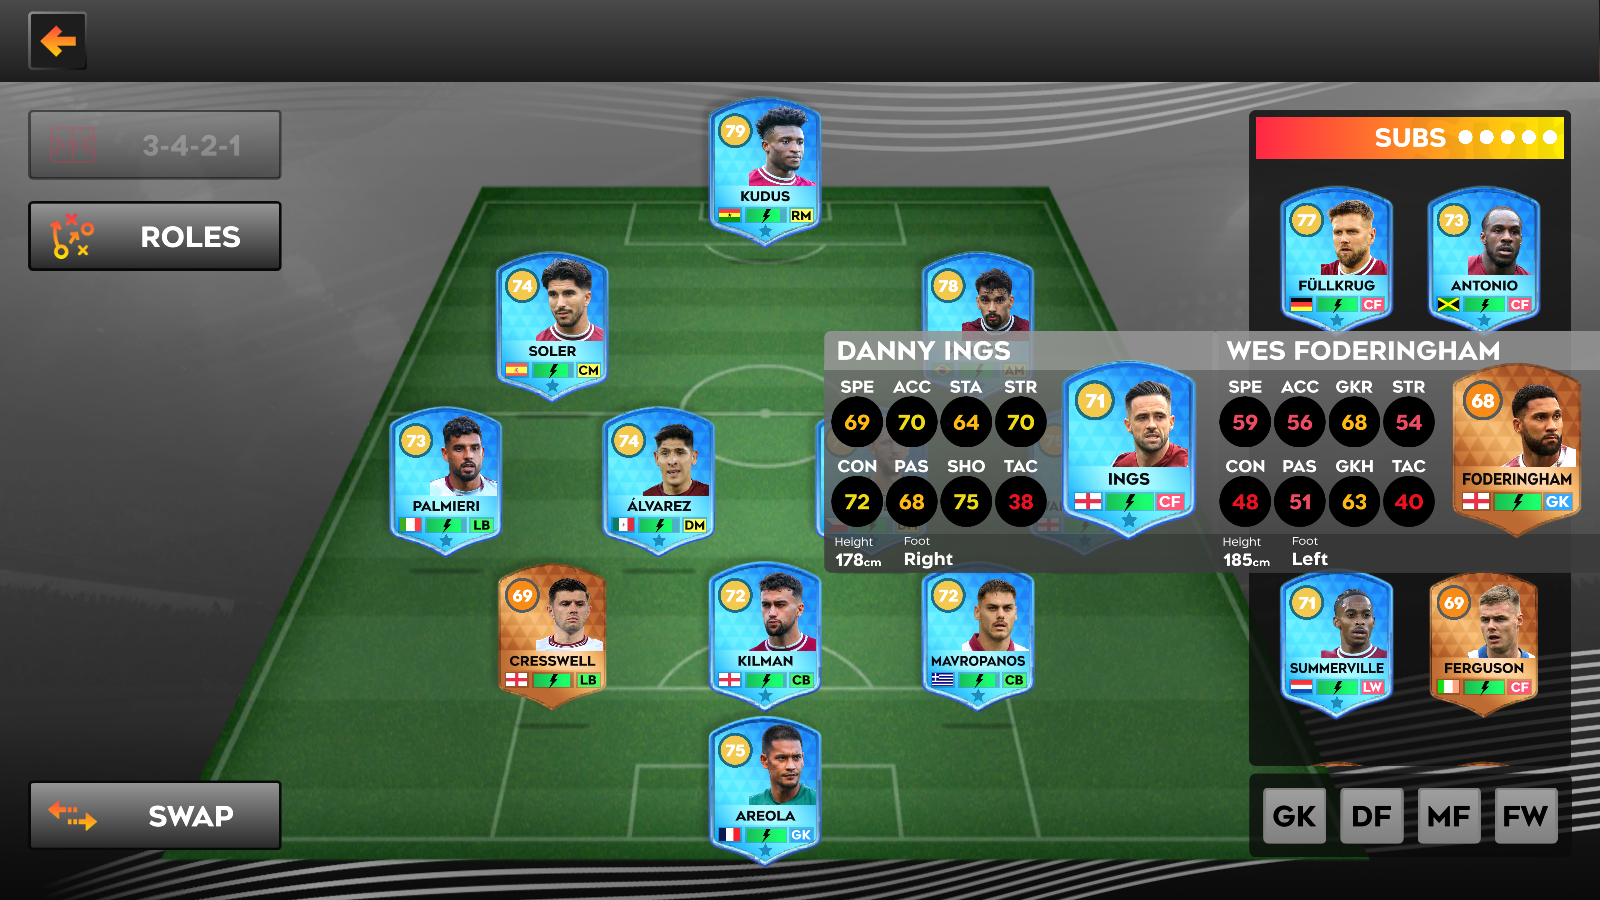 3-4-2-1
ROLES
SWAP
79
KUDUS
RM
74
SOLER
CM
78
AM
73
PALMIERI
LB
74
ÁLVAREZ
DM
69
CRESSWELL
LB
72
KILMAN
CB
72
MAVROPANOS
CB
75
AREOLA
GK
SUBS
77
FÜLLKRUG
CF
73
ANTONIO
CF
DANNY INGS
SPE ACC STA STR
69 70 64 70
CON PAS SHO TAC
72 68 75 38
Height Foot
178cm Right
71
INGS
CF
WES FODERINGHAM
SPE ACC GKR STR
59 56 68 54
CON PAS GKH TAC
48 51 63 40
Height Foot
185cm Left
68
FODERINGHAM
GK
71
SUMMERVILLE
LW
69
FERGUSON
CF
GK DF MF FW